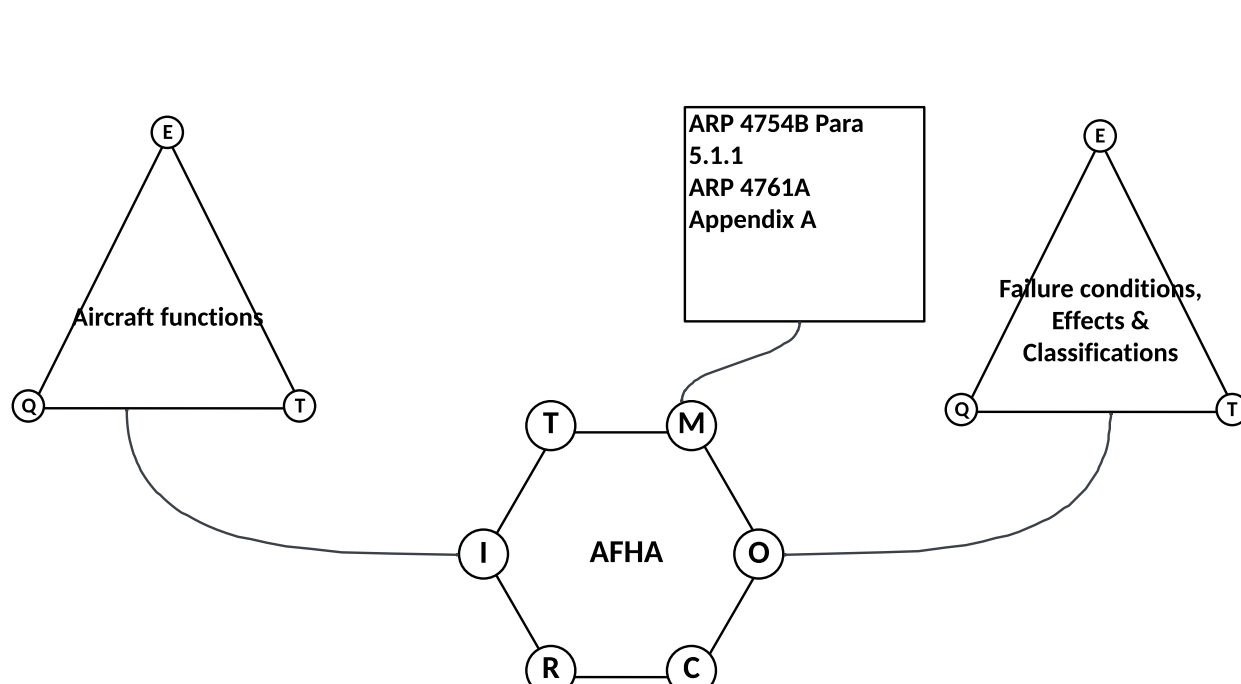 E
Aircraft functions
Q
T
ARP 4754B Para
5.1.1
ARP 4761A
Appendix A
E
Failure conditions,
Effects &
Classifications
Q
T
T
M
I
AFHA
O
R
C